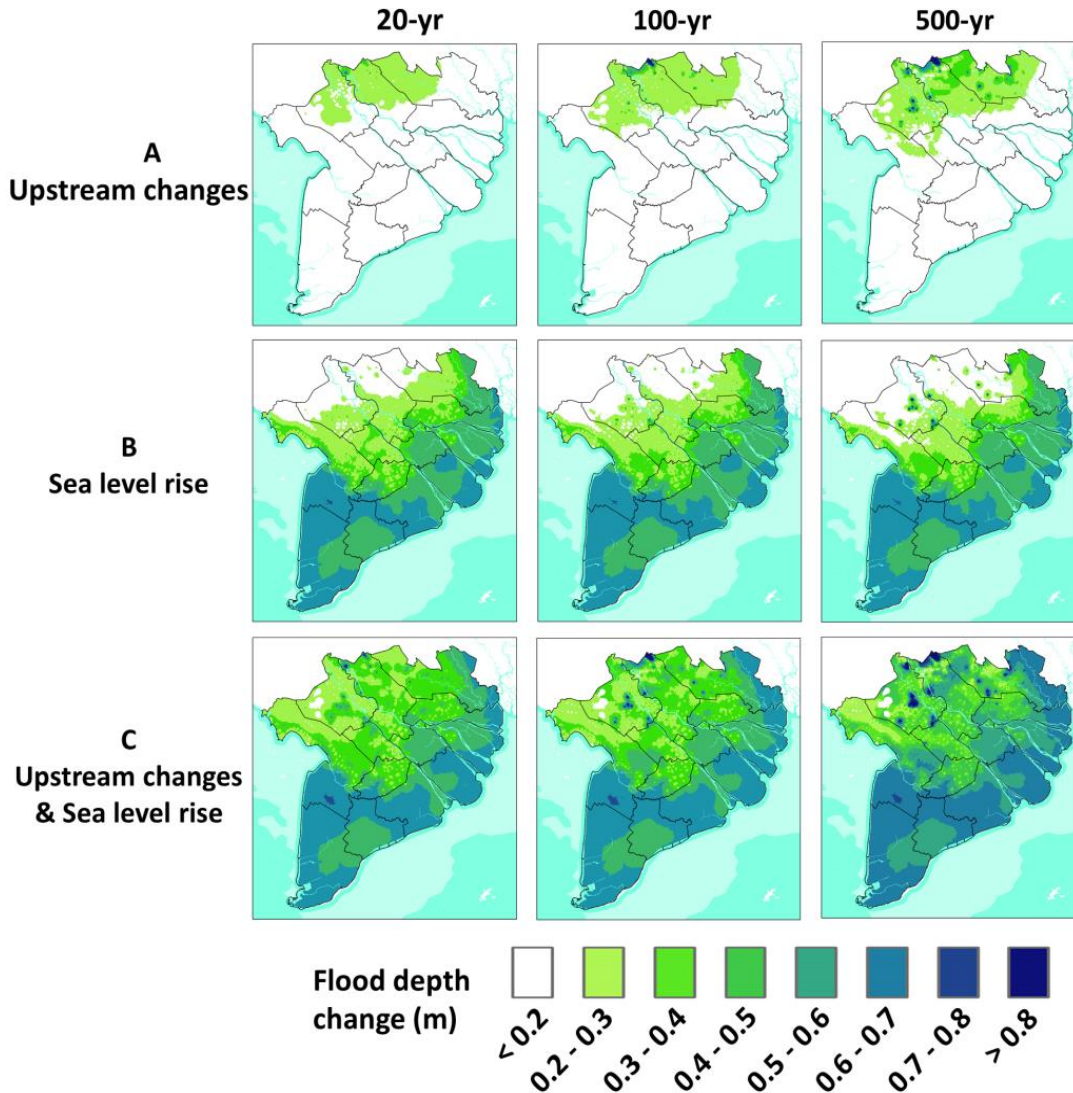 20-yr 100-yr 500-yr
A
Upstream changes
B
Sea level rise
C
Upstream changes
& Sea level rise
Flood depth
change (m)
< 0.2 0.2 - 0.3 0.3 - 0.4 0.4 - 0.5 0.5 - 0.6 0.6 - 0.7 0.7 - 0.8 > 0.8